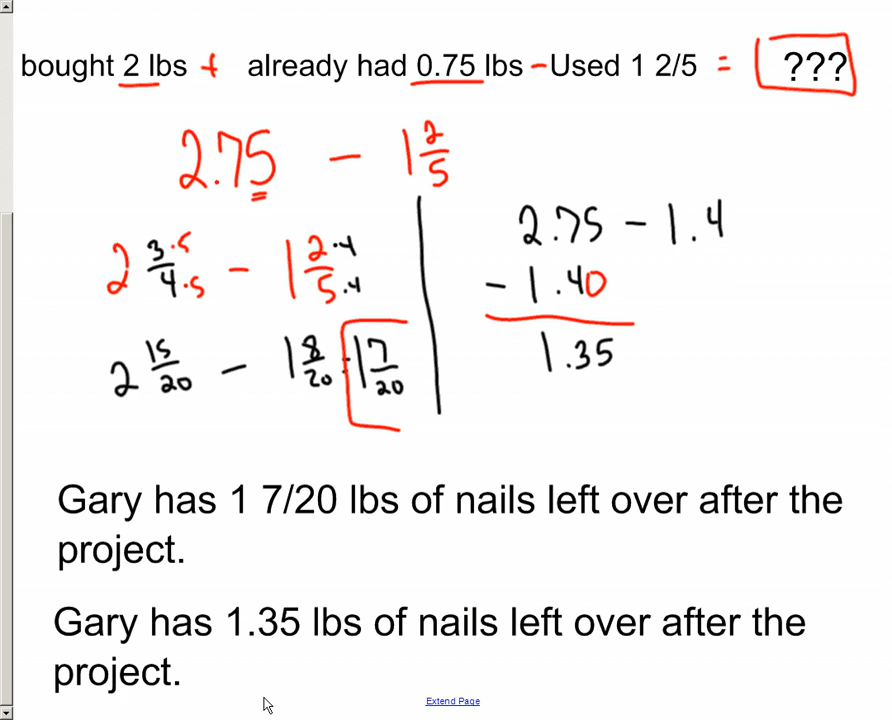 bought 2 lbs + already had 0.75 lbs - Used 1 2/5 = ???
2.75 - 1 2/5
2 3·5/4·5 - 1 2·4/5·4
2 15/20 - 1 8/20 = 1 7/20
2.75 - 1.4
- 1.40
1.35
Gary has 1 7/20 lbs of nails left over after the
project.
Gary has 1.35 lbs of nails left over after the
project.
Extend Page